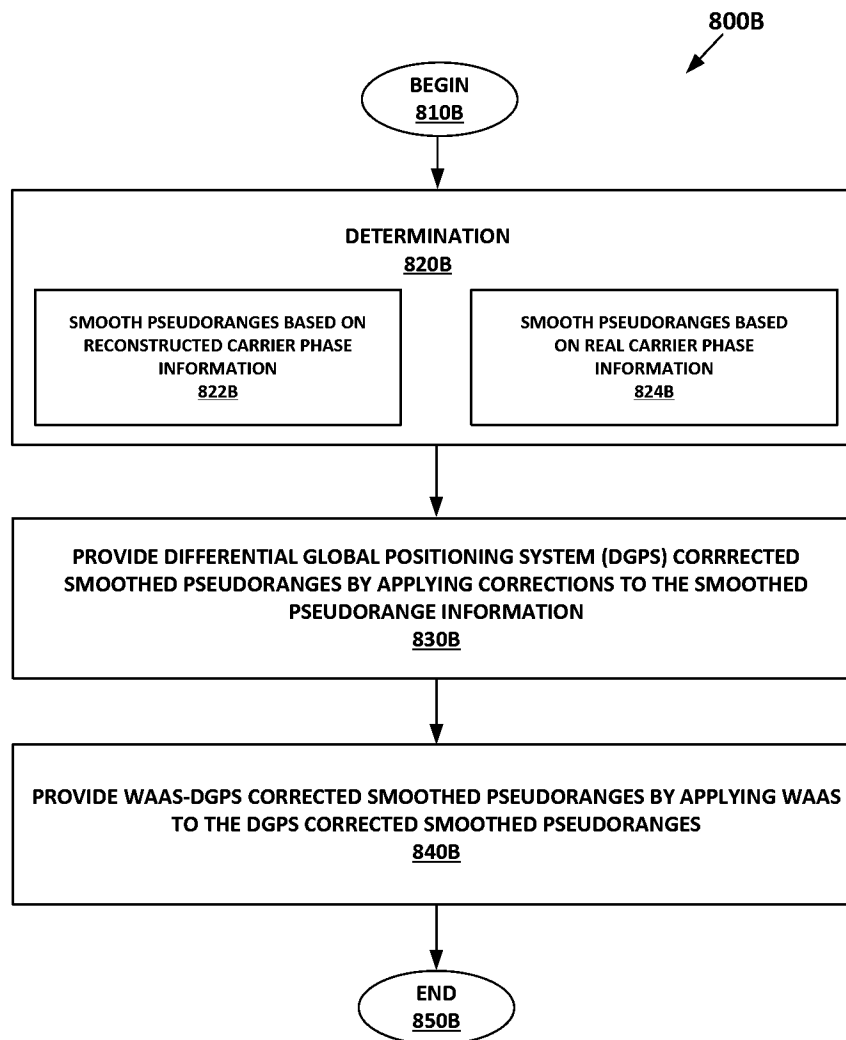 800B
BEGIN
810B
DETERMINATION
820B
SMOOTH PSEUDORANGES BASED ON
RECONSTRUCTED CARRIER PHASE
INFORMATION
822B
SMOOTH PSEUDORANGES BASED
ON REAL CARRIER PHASE
INFORMATION
824B
PROVIDE DIFFERENTIAL GLOBAL POSITIONING SYSTEM (DGPS) CORRRECTED
SMOOTHED PSEUDORANGES BY APPLYING CORRECTIONS TO THE SMOOTHED
PSEUDORANGE INFORMATION
830B
PROVIDE WAAS-DGPS CORRECTED SMOOTHED PSEUDORANGES BY APPLYING WAAS
TO THE DGPS CORRECTED SMOOTHED PSEUDORANGES
840B
END
850B